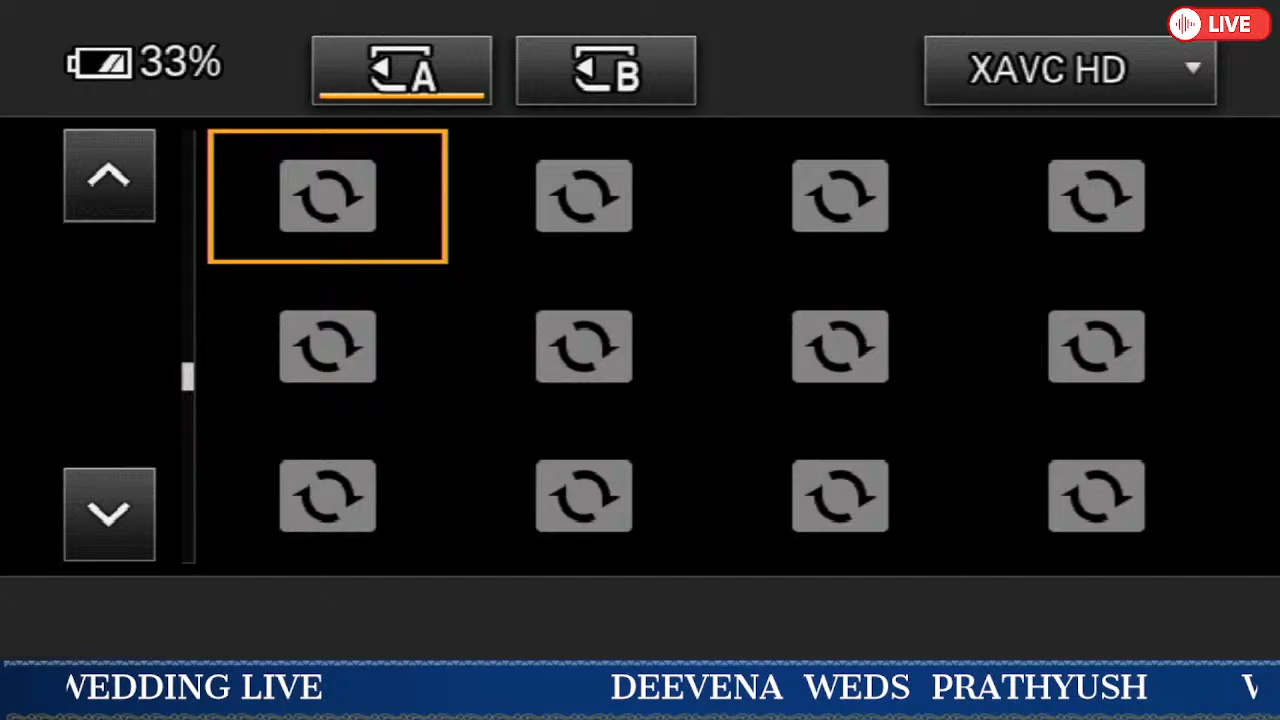 LIVE
33%
A
B
XAVC HD
WEDDING LIVE
DEEVENA WEDS PRATHYUSH